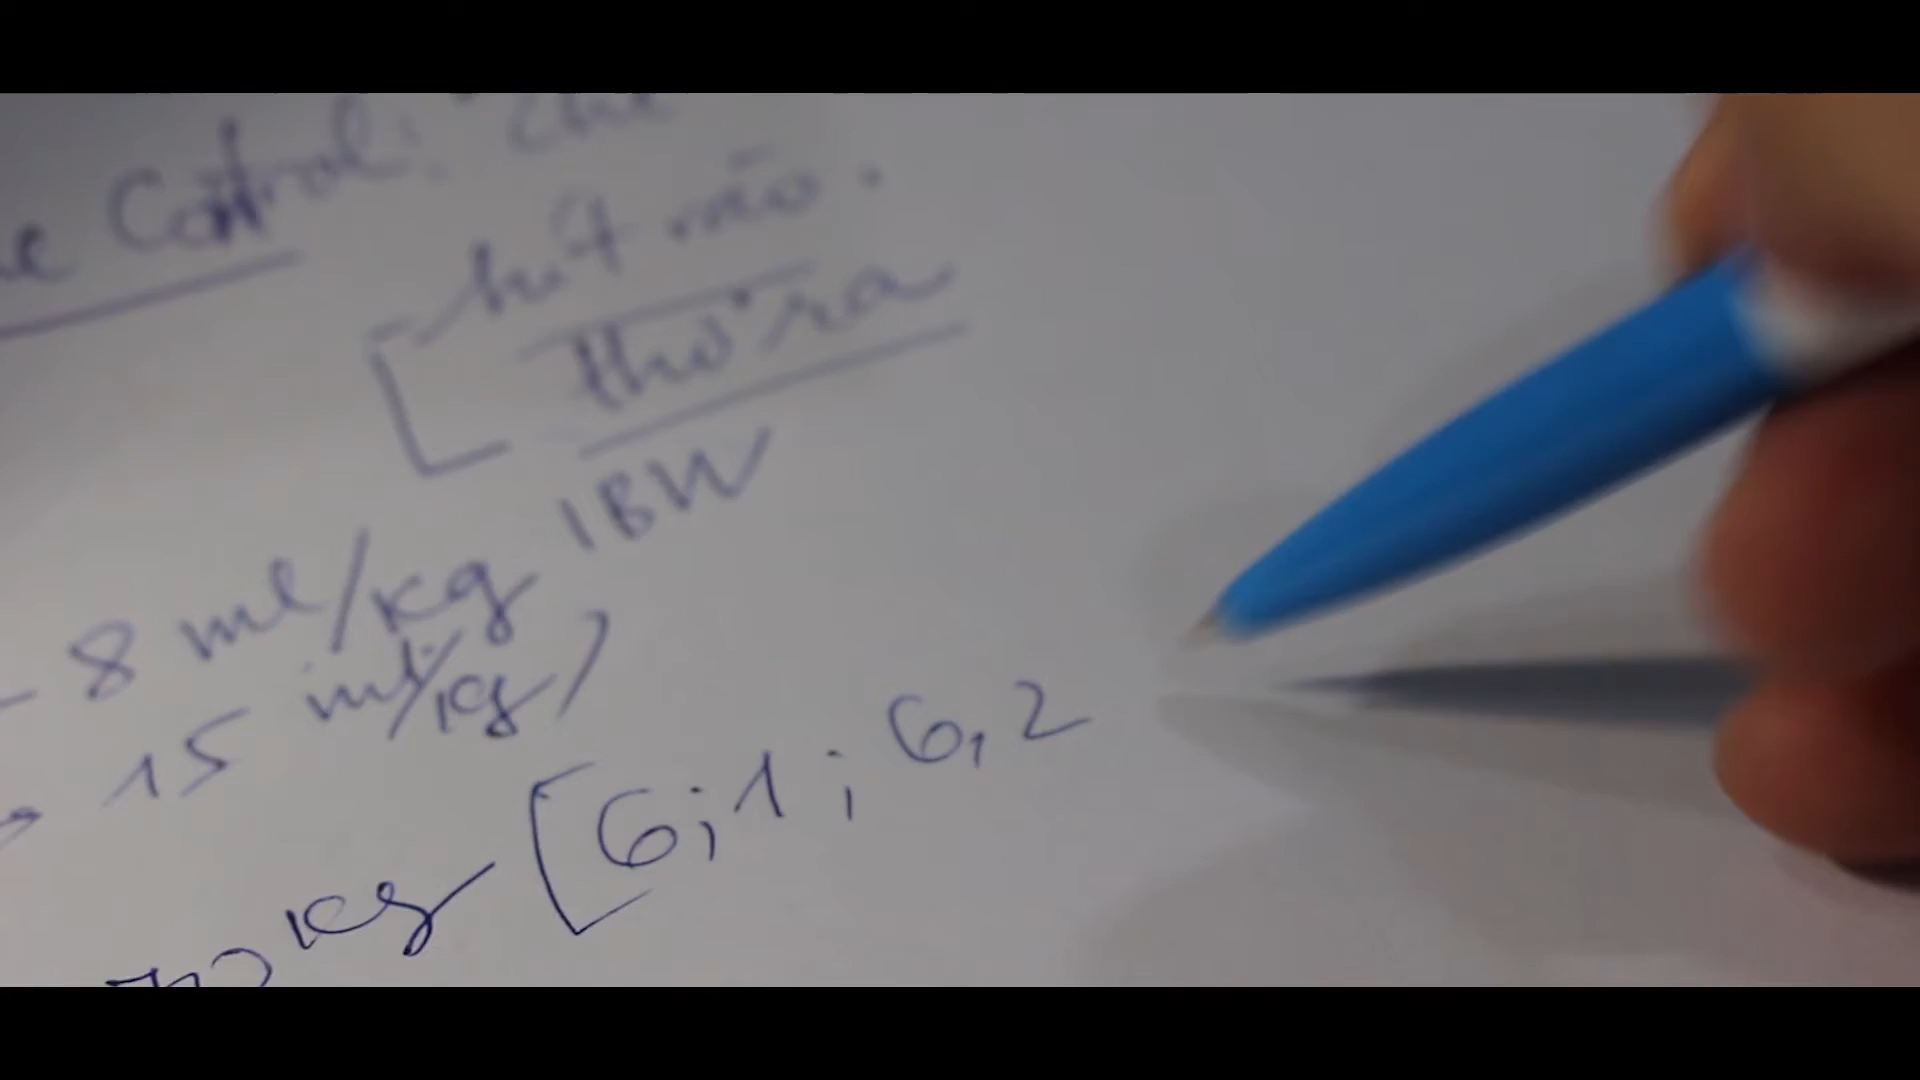 Control:
hít vào.
thở ra
IBW
- 8 ml/kg
15 ml/kg)
kg [6; 1; 6,2